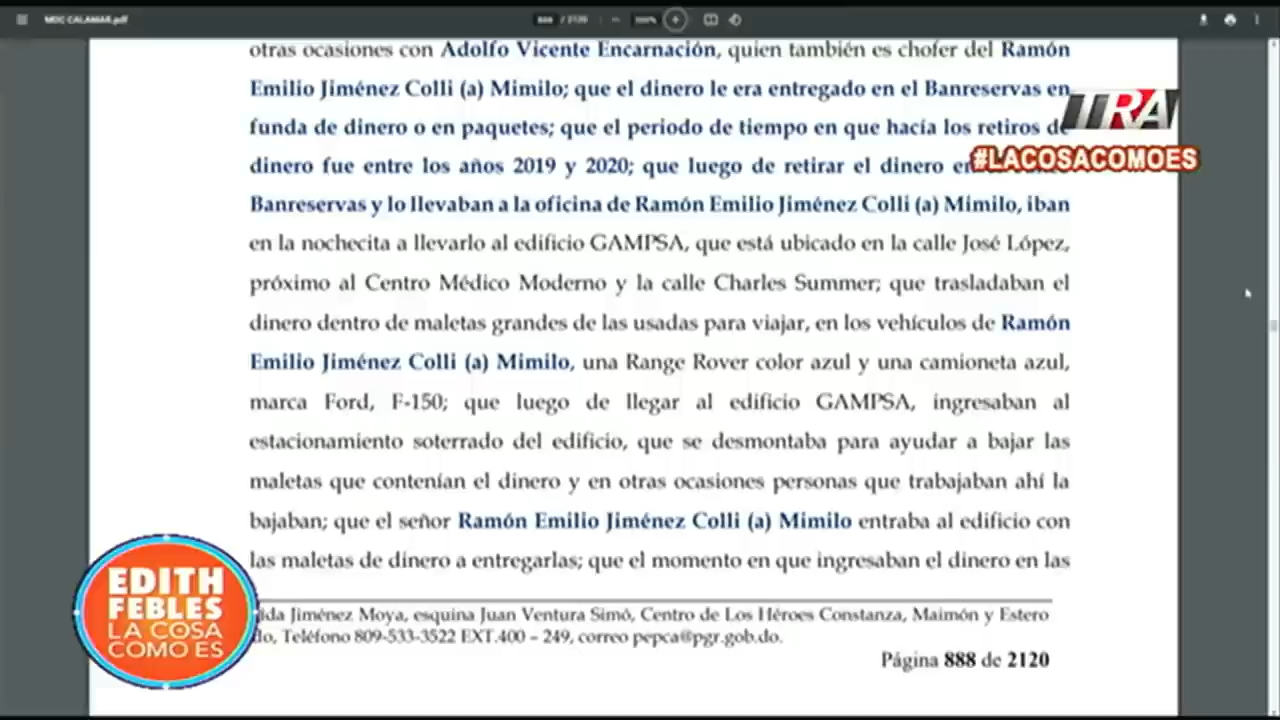 MDC CALAMAR.pdf
888 / 2120
otras ocasiones con Adolfo Vicente Encarnación, quien también es chofer del Ramón
Emilio Jiménez Colli (a) Mimilo; que el dinero le era entregado en el Banreservas en
funda de dinero o en paquetes; que el periodo de tiempo en que hacía los retiros de
dinero fue entre los años 2019 y 2020; que luego de retirar el dinero en
Banreservas y lo llevaban a la oficina de Ramón Emilio Jiménez Colli (a) Mimilo, iban
en la nochecita a llevarlo al edificio GAMPSA, que está ubicado en la calle José López,
próximo al Centro Médico Moderno y la calle Charles Summer; que trasladaban el
dinero dentro de maletas grandes de las usadas para viajar, en los vehículos de Ramón
Emilio Jiménez Colli (a) Mimilo, una Range Rover color azul y una camioneta azul,
marca Ford, F-150; que luego de llegar al edificio GAMPSA, ingresaban al
estacionamiento soterrado del edificio, que se desmontaba para ayudar a bajar las
maletas que contenían el dinero y en otras ocasiones personas que trabajaban ahí la
bajaban; que el señor Ramón Emilio Jiménez Colli (a) Mimilo entraba al edificio con
las maletas de dinero a entregarlas; que el momento en que ingresaban el dinero en las
Jiménez Moya, esquina Juan Ventura Simó, Centro de Los Héroes Constanza, Maimón y Estero
Teléfono 809-533-3522 EXT.400 – 249, correo pepca@pgr.gob.do.
Página 888 de 2120
TRA
#LACOSACOMOES
EDITH
FEBLES
LA COSA
COMO ES